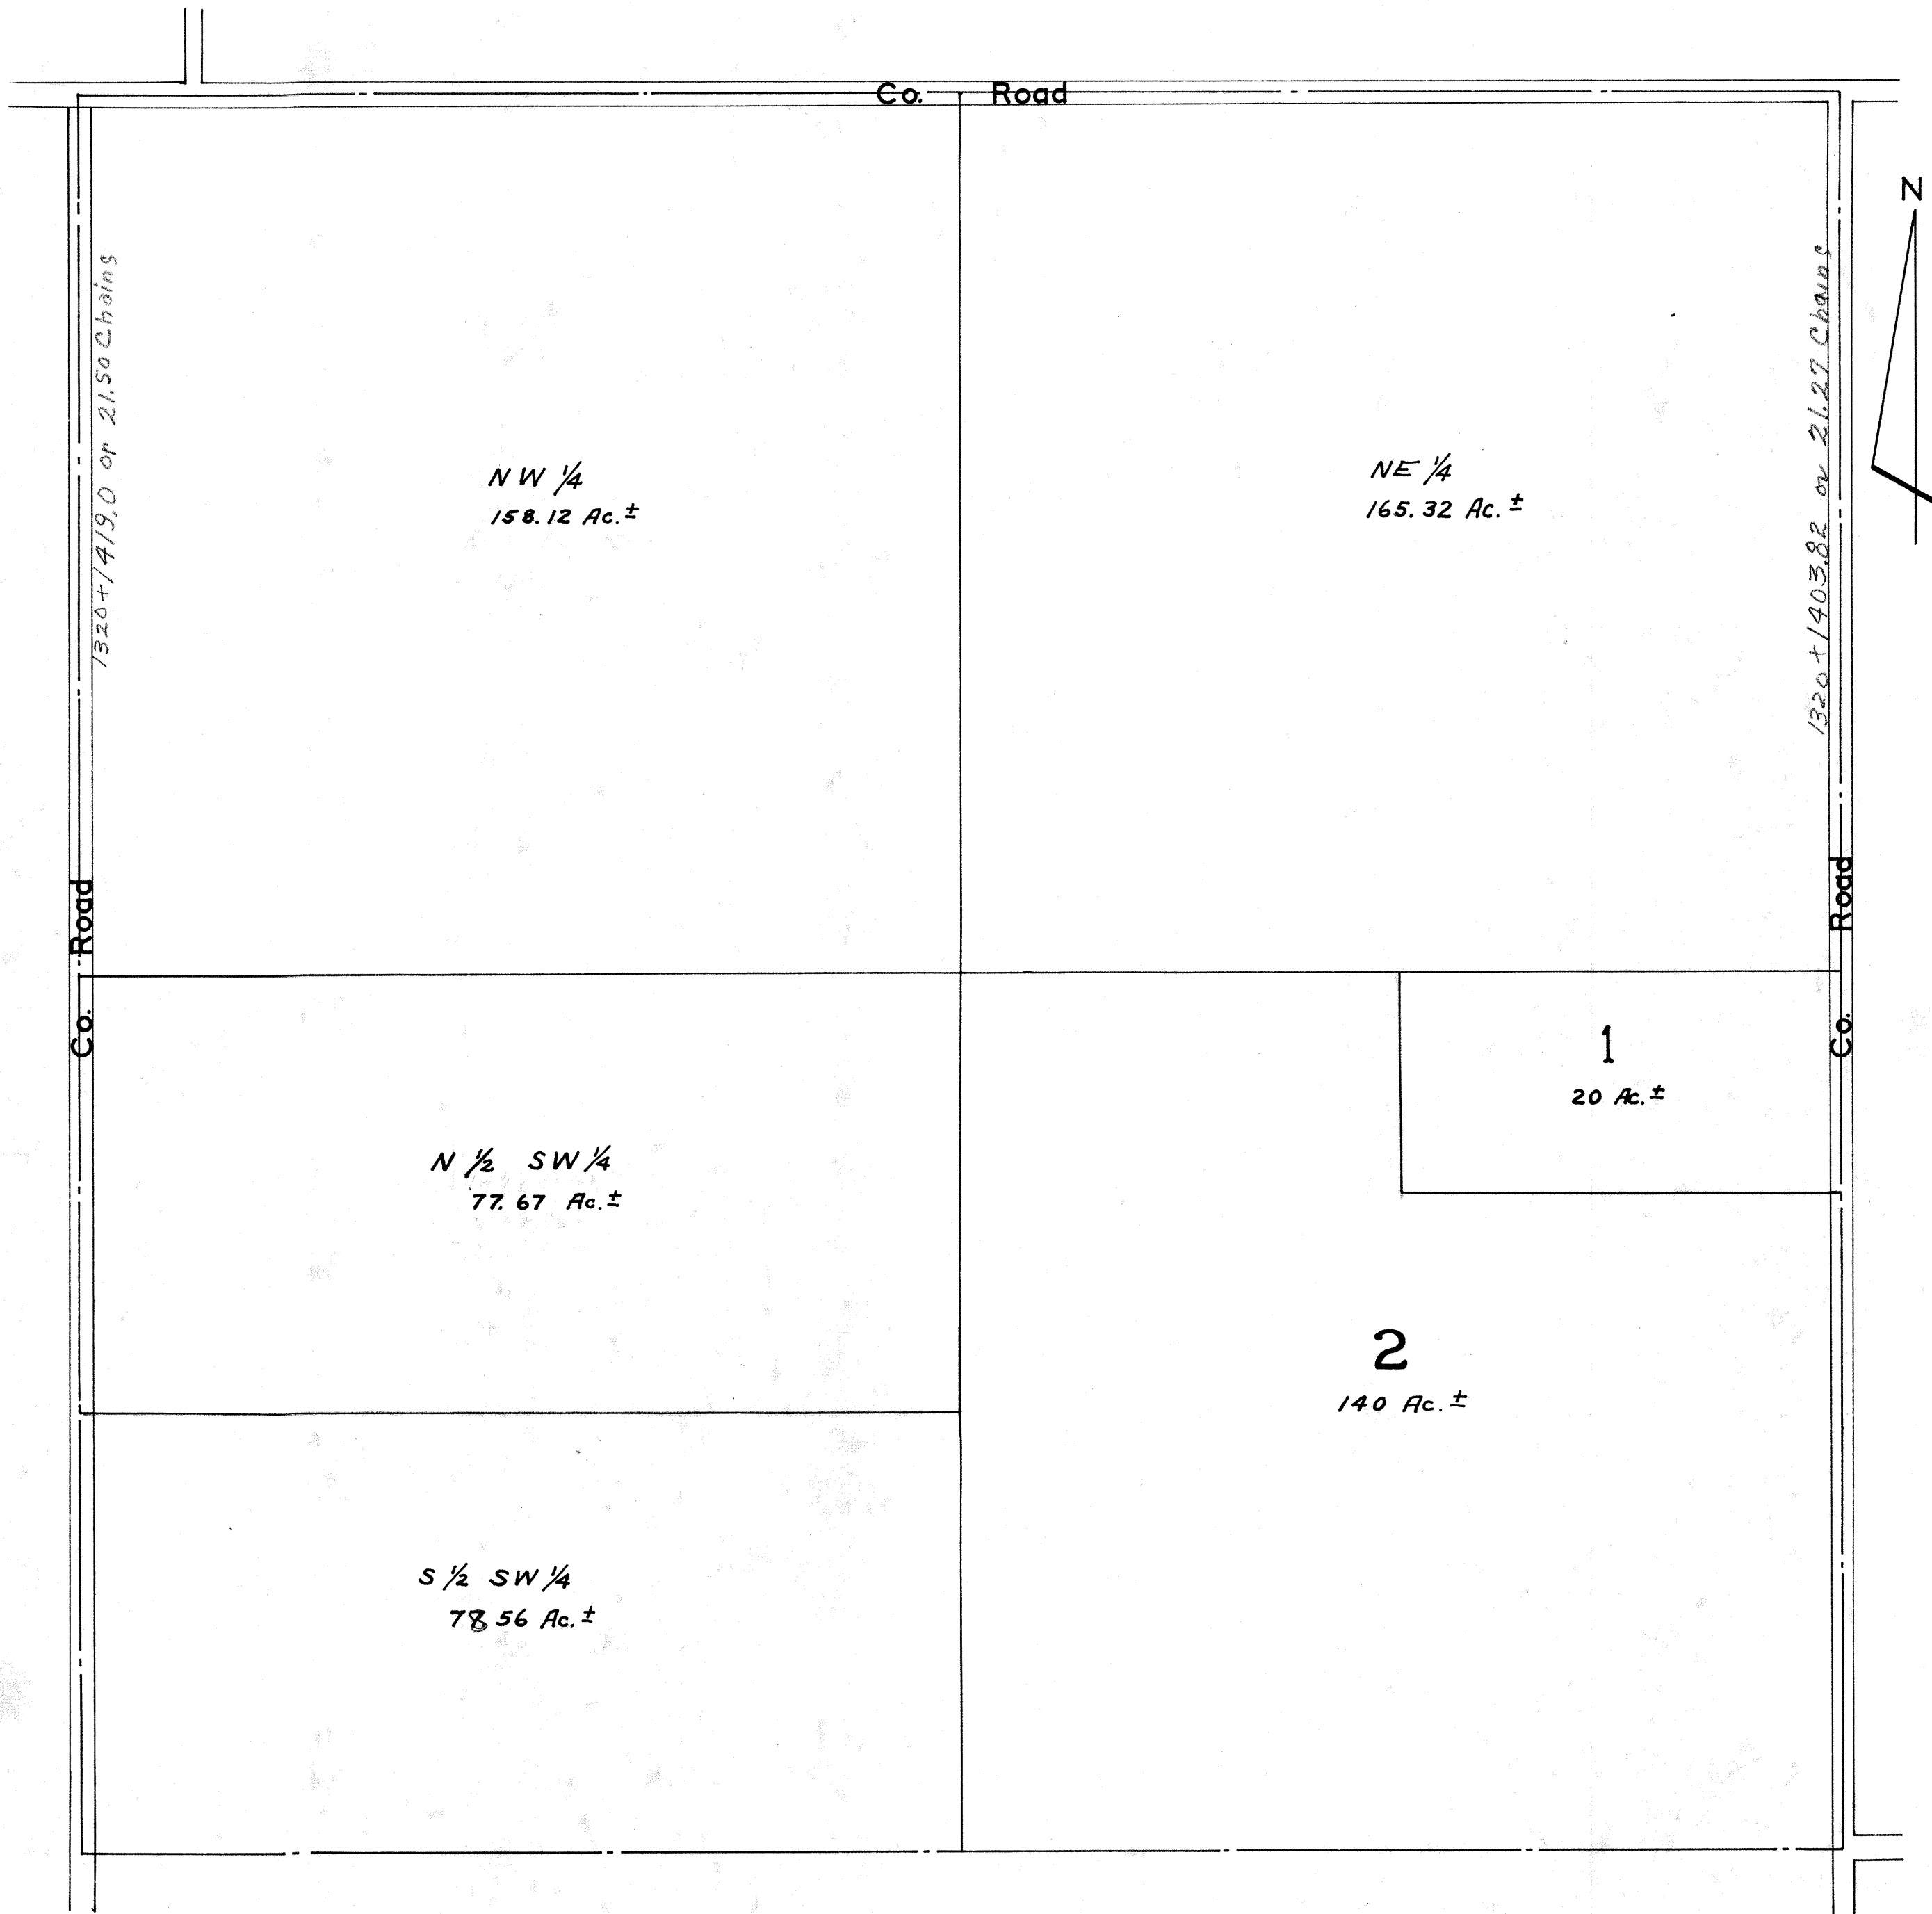 Co. Road
N
1320+1419.0 or 21.50 Chains
1320+1403.82 or 21.27 Chains
NW 1/4
158.12 Ac.±
NE 1/4
165.32 Ac.±
Co. Road
Co. Road
1
20 Ac.±
N 1/2 SW 1/4
77.67 Ac.±
2
140 Ac.±
S 1/2 SW 1/4
78 56 Ac.±